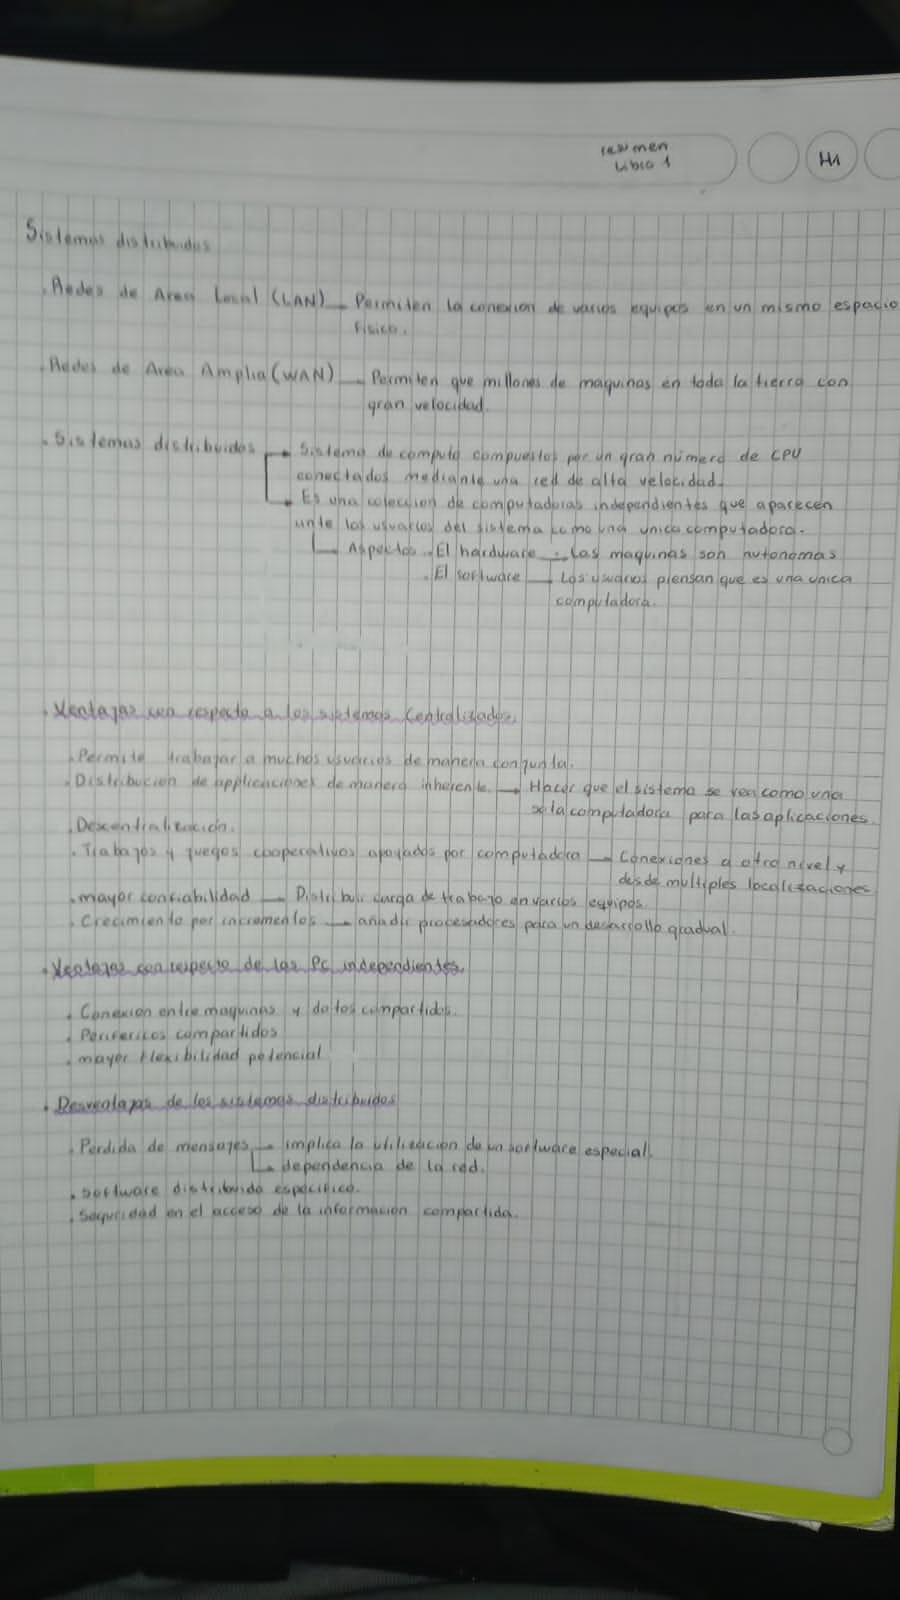 resumen
Libro 1
H1
Sistemas distribuidos
. Redes de Area Local (LAN) — Permiten la conexion de varios equipos en un mismo espacio
fisico.
. Redes de Area Amplia (WAN) — Permiten que millones de maquinas en toda la tierra con
gran velocidad.
. Sistemas distribuidos → Sistema de computo compuestos por un gran número de CPU
conectados mediante una red de alta velocidad.
→ Es una coleccion de computadoras independientes que aparecen
ante los usuarios del sistema como una unica computadora.
Aspectos . El hardware — Las maquinas son autonomas
. El software — Los usuarios piensan que es una unica
computadora.
. Ventajas con respecto a los sistemas Centralizados.
. Permite trabajar a muchos usuarios de manera conjunta.
. Distribucion de applicaciones de manera inherente. → Hacer que el sistema se vea como una
sola computadora para las aplicaciones.
. Descentralización.
. Trabajos y juegos cooperativos apoyados por computadora — Conexiones a otro nivel y
desde multiples localizaciones
. mayor confiabilidad — Distribuir carga de trabajo en varios equipos.
. Crecimiento por incrementos — añadir procesadores para un desarrollo gradual.
. Ventajas con respecto de las PC independientes.
. Conexion entre maquinas y datos compartidos.
. Perifericos compartidos
. mayor flexibilidad potencial
. Desventajas de los sistemas distribuidos
. Perdida de mensajes → implica la utilización de un software especial.
→ dependencia de la red.
. software distribuido especifico.
. Seguridad en el acceso de la información compartida.